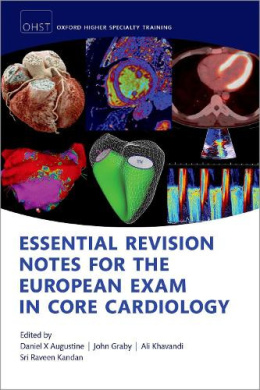 OHST OXFORD HIGHER SPECIALTY TRAINING
ESSENTIAL REVISION
NOTES FOR THE
EUROPEAN EXAM
IN CORE CARDIOLOGY
Edited by
Daniel X Augustine | John Graby | Ali Khavandi
Sri Raveen Kandan